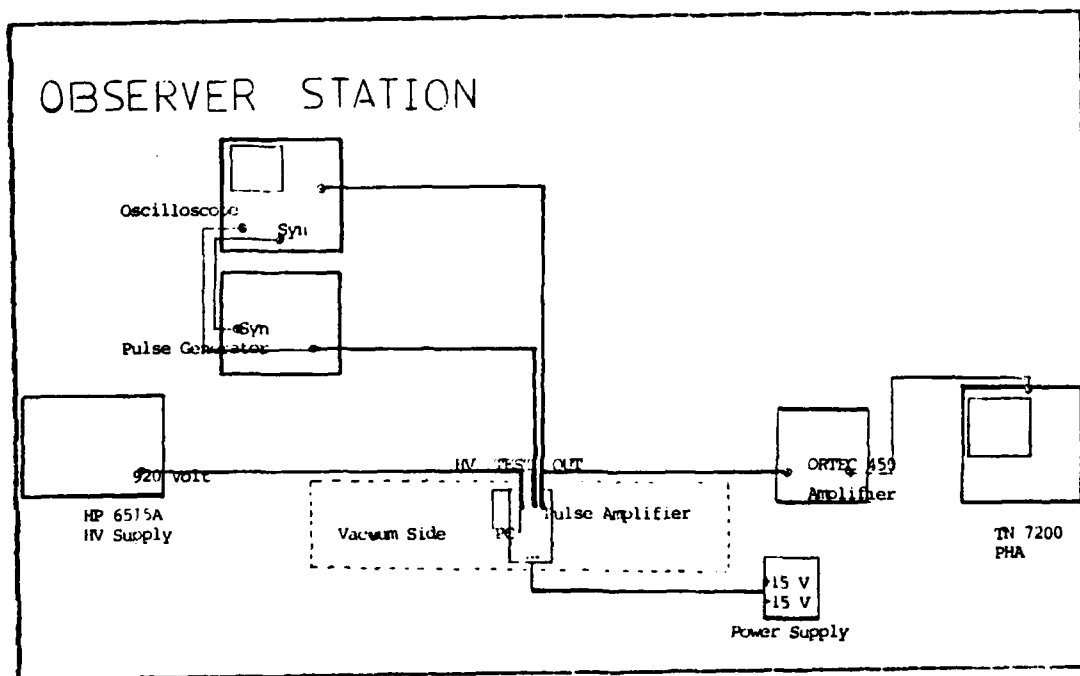 OBSERVER STATION
Oscilloscope
Syn
Syn
Pulse Generator
920 volt
HV TEST OUT
ORTEC 450
Amplifier
HP 6515A
HV Supply
Vacuum Side
PC
Pulse Amplifier
TN 7200
PHA
15 V
15 V
Power Supply